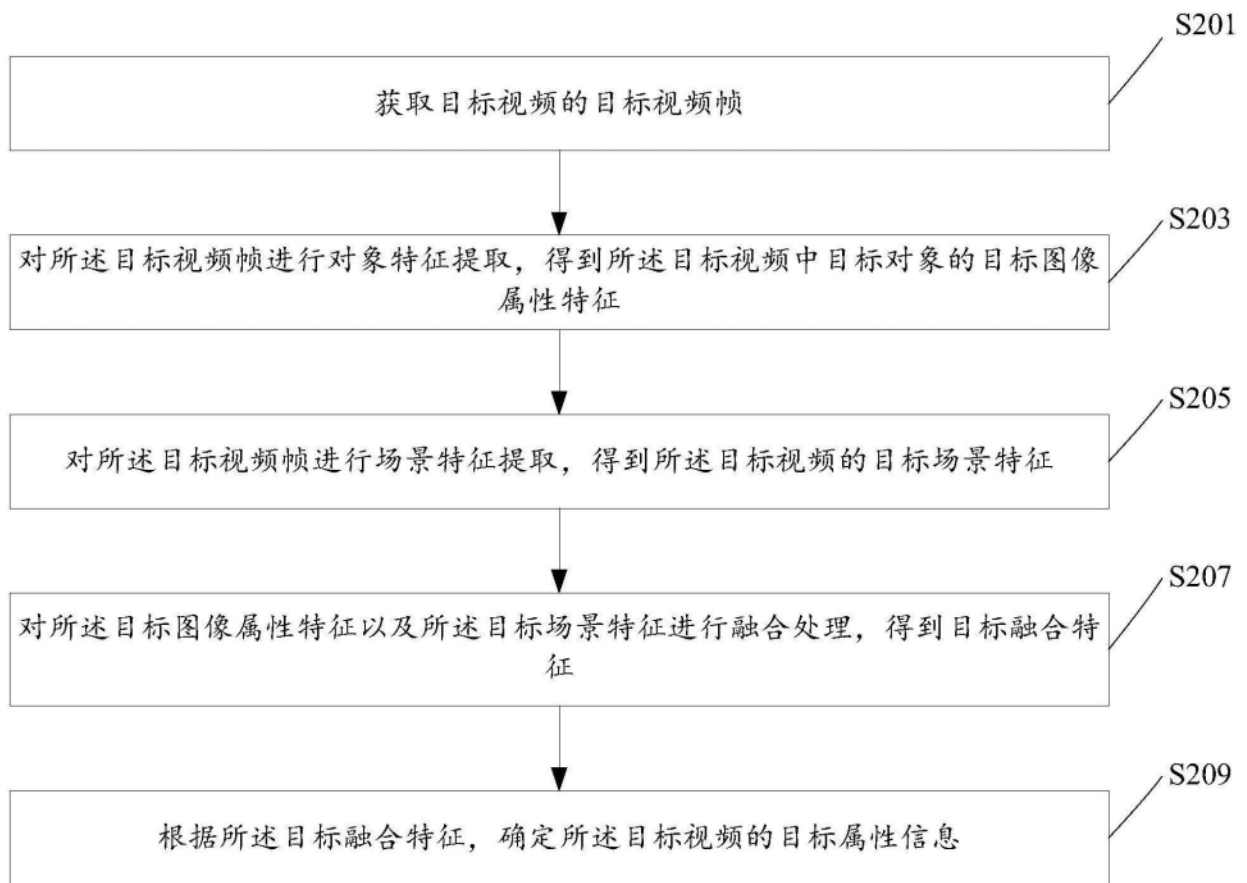 S201
获取目标视频的目标视频帧
S203
对所述目标视频帧进行对象特征提取，得到所述目标视频中目标对象的目标图像
属性特征
S205
对所述目标视频帧进行场景特征提取，得到所述目标视频的目标场景特征
S207
对所述目标图像属性特征以及所述目标场景特征进行融合处理，得到目标融合特
征
S209
根据所述目标融合特征，确定所述目标视频的目标属性信息